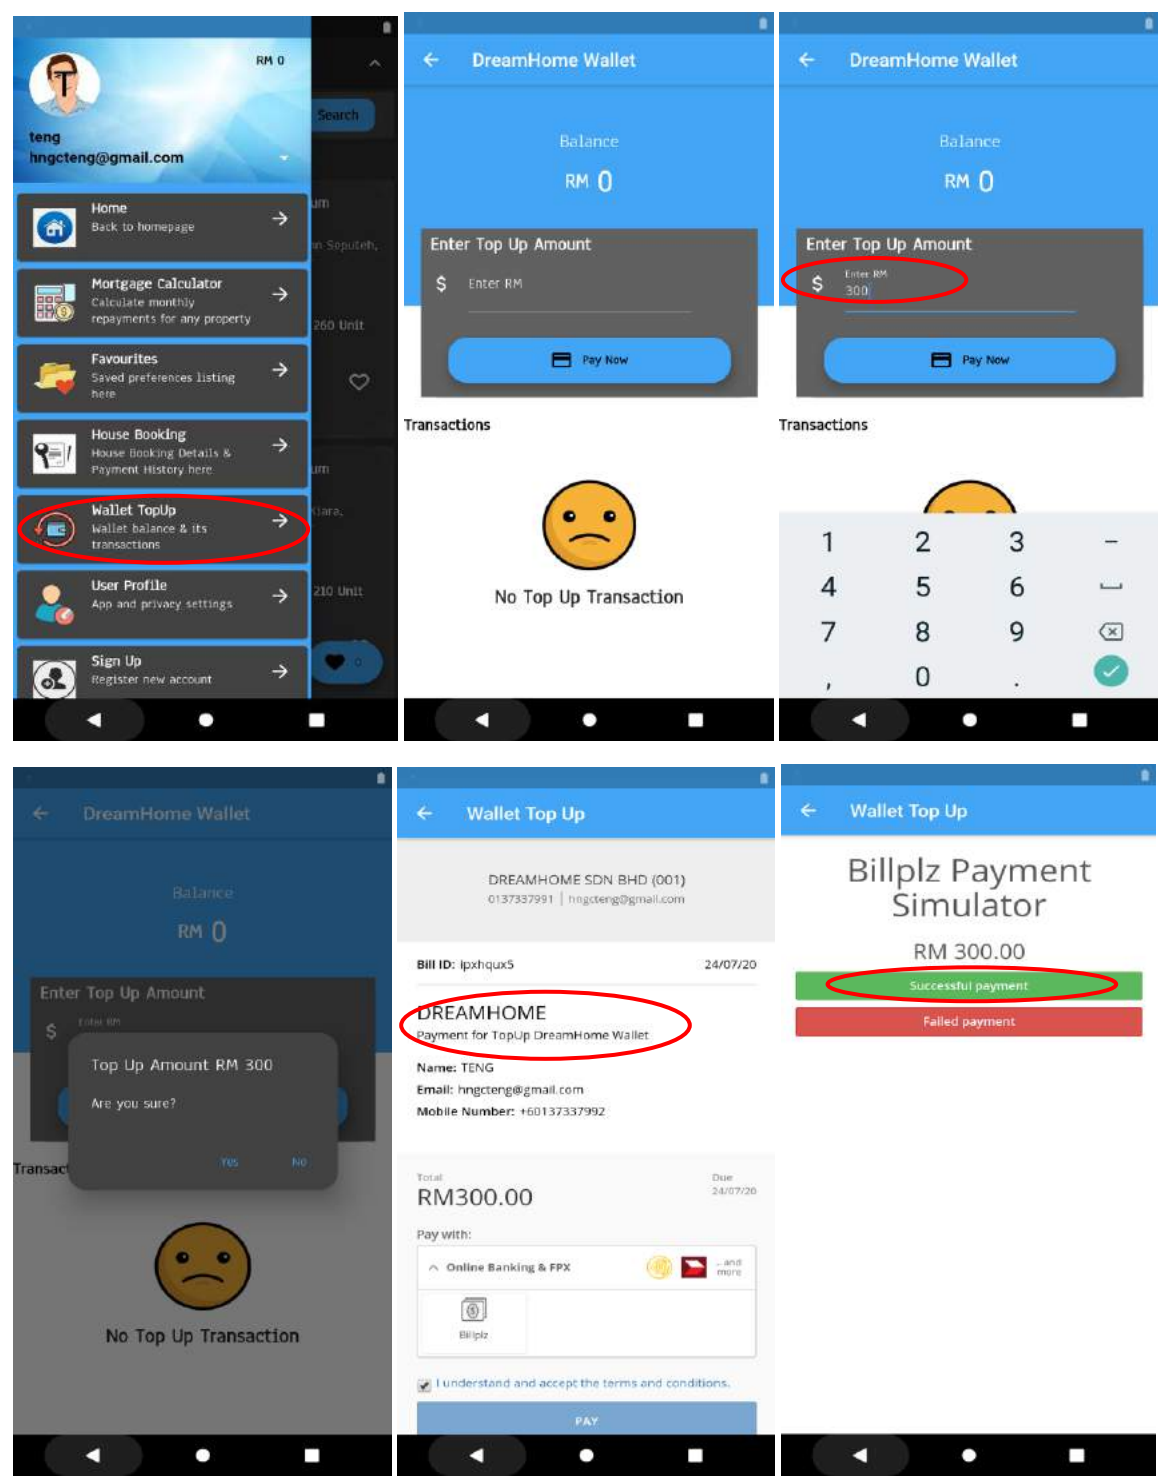 RM 0
teng
hngcteng@gmail.com
Search
Home
Back to homepage
Mortgage Calculator
Calculate monthly
repayments for any property
260 Unit
Favourites
Saved preferences listing
here
House Booking
House Booking Details &
Payment History here
Wallet TopUp
Wallet balance & its
transactions
User Profile
App and privacy settings
210 Unit
Sign Up
Register new account
0
DreamHome Wallet
Balance
RM 0
Enter Top Up Amount
$ Enter RM
Pay Now
Transactions
No Top Up Transaction
DreamHome Wallet
Balance
RM 0
Enter Top Up Amount
Enter RM
$ 300
Pay Now
Transactions
1 2 3 –
4 5 6
7 8 9
, 0 .
DreamHome Wallet
Balance
RM 0
Enter Top Up Amount
Enter RM
$
Top Up Amount RM 300
Are you sure?
Yes No
Transact
No Top Up Transaction
Wallet Top Up
DREAMHOME SDN BHD (001)
0137337991 | hngcteng@gmail.com
Bill ID: ipxhqux5 24/07/20
DREAMHOME
Payment for TopUp DreamHome Wallet
Name: TENG
Email: hngcteng@gmail.com
Mobile Number: +60137337992
Total Due
RM300.00 24/07/20
Pay with:
Online Banking & FPX ...and more
Billplz
I understand and accept the terms and conditions.
PAY
Wallet Top Up
Billplz Payment
Simulator
RM 300.00
Successful payment
Failed payment